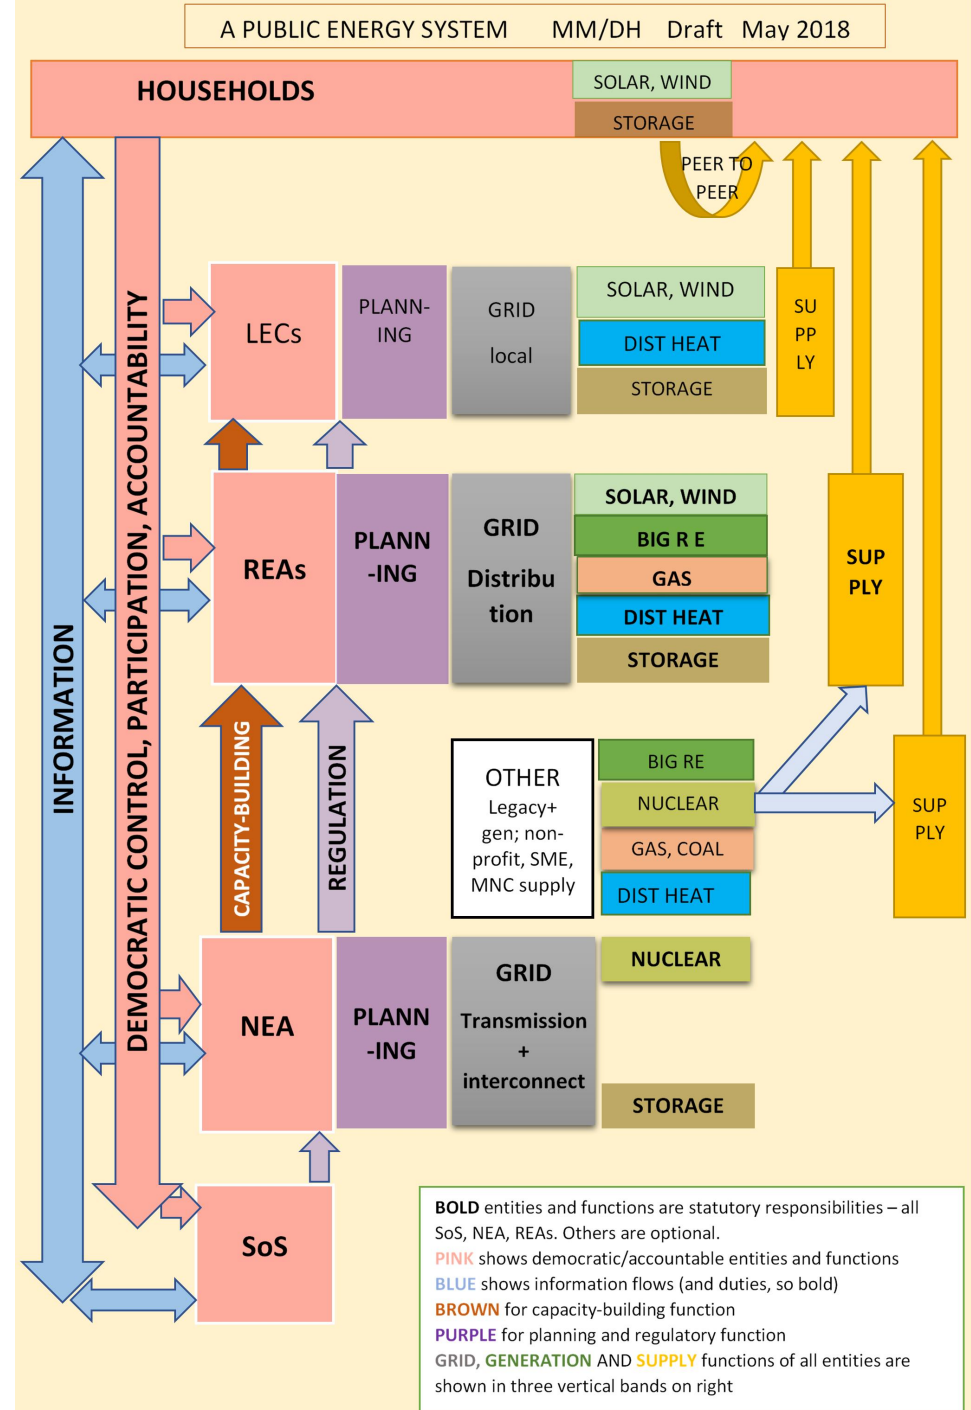 A PUBLIC ENERGY SYSTEM MM/DH Draft May 2018
HOUSEHOLDS
SOLAR, WIND
STORAGE
PEER TO
PEER
INFORMATION
DEMOCRATIC CONTROL, PARTICIPATION, ACCOUNTABILITY
LECs
PLANN-
ING
GRID
local
SOLAR, WIND
DIST HEAT
STORAGE
SU
PP
LY
REAs
PLANN
-ING
GRID
Distribu
tion
SOLAR, WIND
BIG R E
GAS
DIST HEAT
STORAGE
SUP
PLY
CAPACITY-BUILDING
REGULATION
OTHER
Legacy+
gen; non-
profit, SME,
MNC supply
BIG RE
NUCLEAR
GAS, COAL
DIST HEAT
SUP
PLY
NEA
PLANN
-ING
GRID
Transmission
+
interconnect
NUCLEAR
STORAGE
SoS
BOLD entities and functions are statutory responsibilities – all
SoS, NEA, REAs. Others are optional.
PINK shows democratic/accountable entities and functions
BLUE shows information flows (and duties, so bold)
BROWN for capacity-building function
PURPLE for planning and regulatory function
GRID, GENERATION AND SUPPLY functions of all entities are
shown in three vertical bands on right